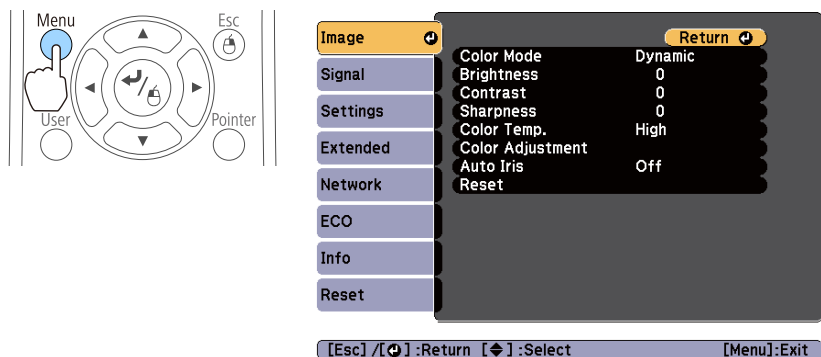 Menu
Esc
User
Pointer
Image
Return
Color Mode Dynamic
Signal
Brightness 0
Contrast 0
Settings
Sharpness 0
Color Temp. High
Extended
Color Adjustment
Auto Iris Off
Network
Reset
ECO
Info
Reset
[Esc] /[ ] :Return [ ] :Select [Menu]:Exit